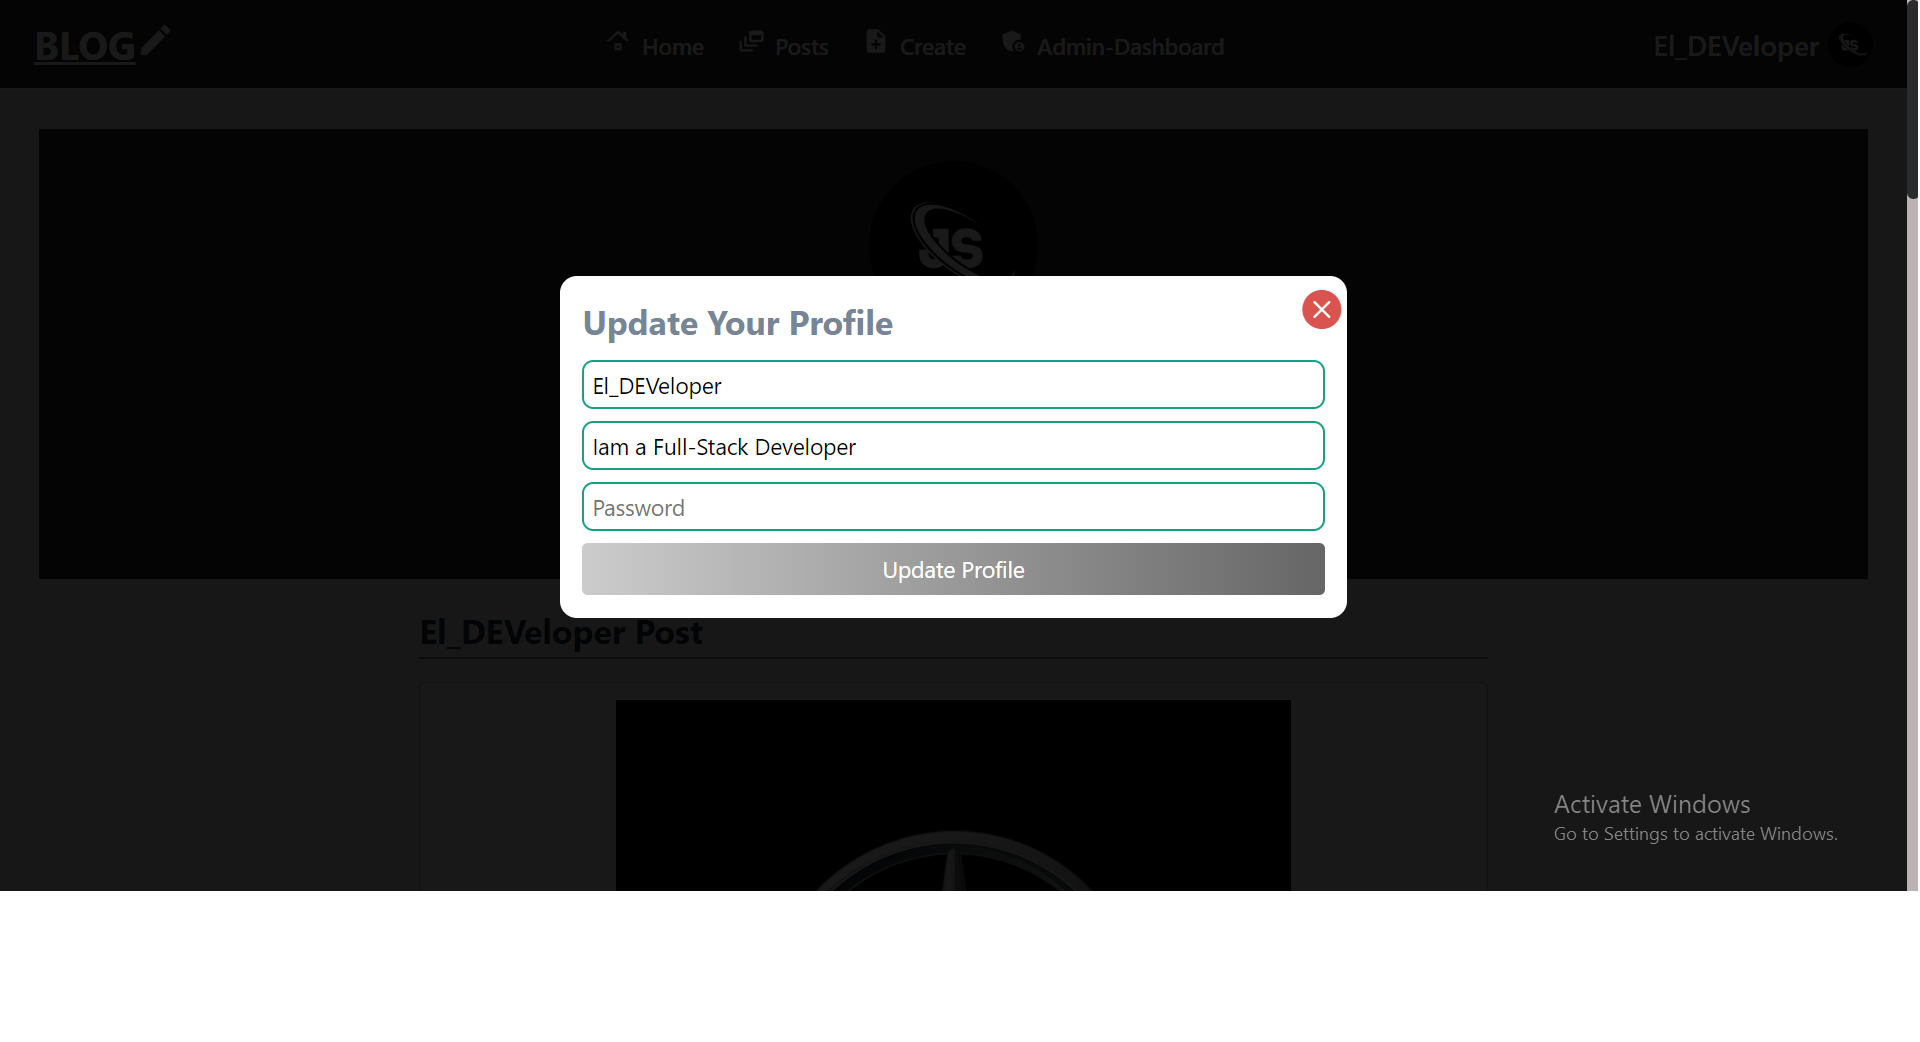 BLOG
Home Posts Create Admin-Dashboard
El_DEVeloper JS
JS
Update Your Profile
El_DEVeloper
Iam a Full-Stack Developer
Password
Update Profile
El_DEVeloper Post
Activate Windows
Go to Settings to activate Windows.